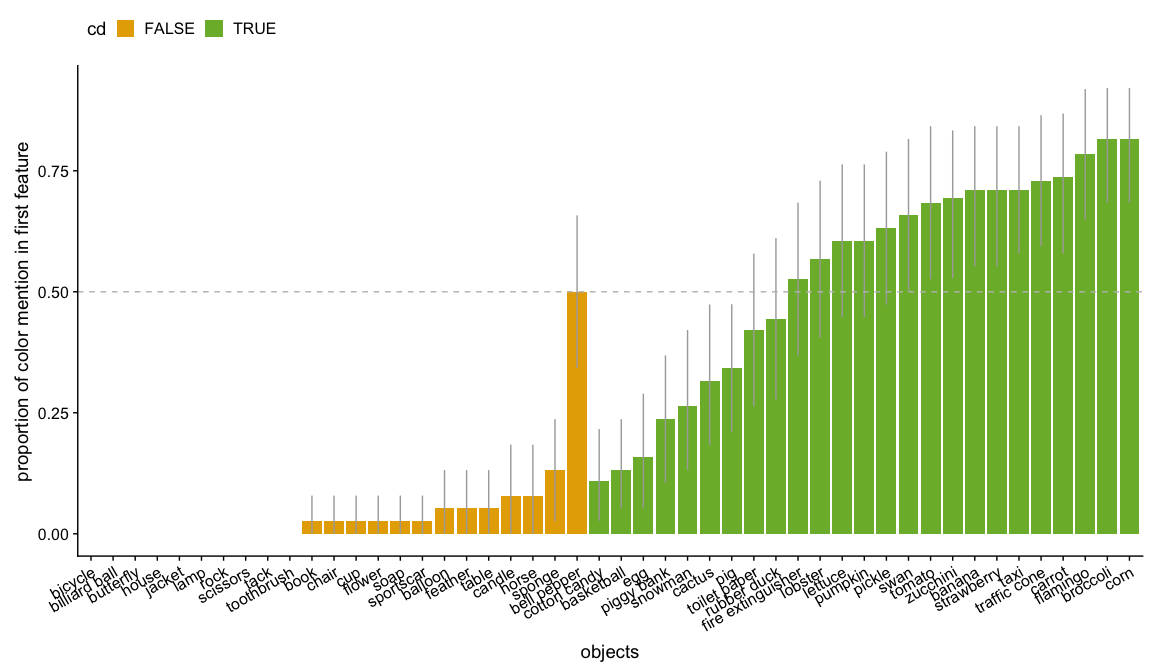 cd FALSE TRUE
proportion of color mention in first feature
0.75
0.50
0.25
0.00
bicycle
billiard ball
butterfly
house
jacket
lamp
rock
scissors
sock
toothbrush
book
chair
cup
flower
soap
sportscar
balloon
feather
table
candle
horse
sponge
bell pepper
cotton candy
basketball
egg
piggy bank
snowman
cactus
pig
toilet paper
rubber duck
fire extinguisher
lobster
lettuce
pumpkin
pickle
swan
tomato
zucchini
banana
strawberry
taxi
traffic cone
carrot
flamingo
broccoli
corn
objects